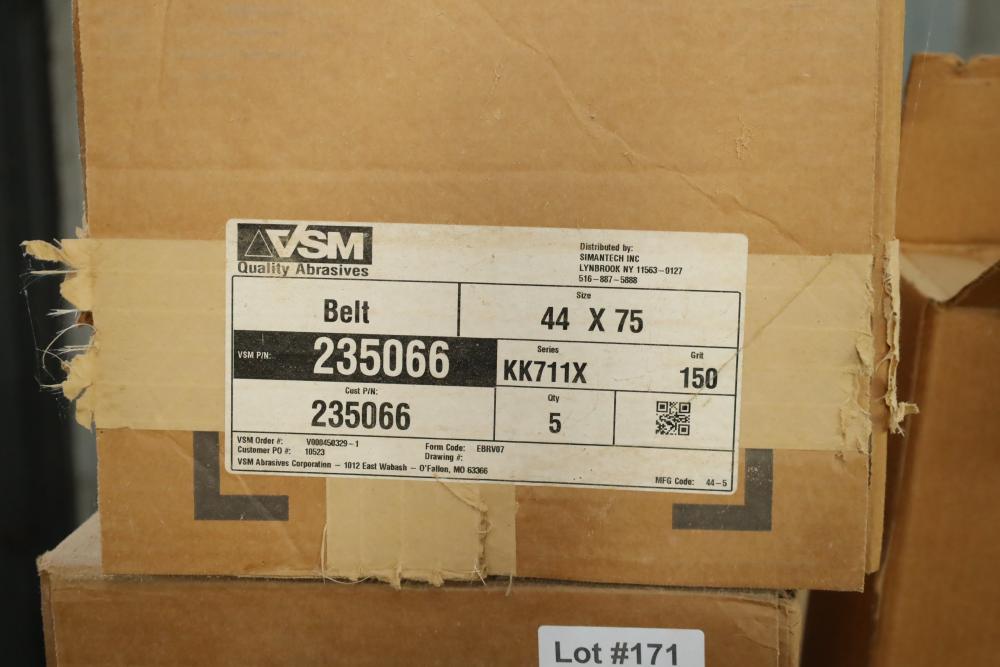 VSM
Quality Abrasives
Distributed by:
SIMANTECH INC
LYNBROOK NY 11563-0127
516-887-5888
Belt
Size
44 X 75
VSM P/N:
235066
Series
KK711X
Grit
150
Cust P/N:
235066
Qty
5
VSM Order #: V000450329-1
Customer PO #: 10523
Form Code: EBRV07
Drawing #:
VSM Abrasives Corporation - 1012 East Wabash - O'Fallon, MO 63366
MFG Code: 44-5
Lot #171